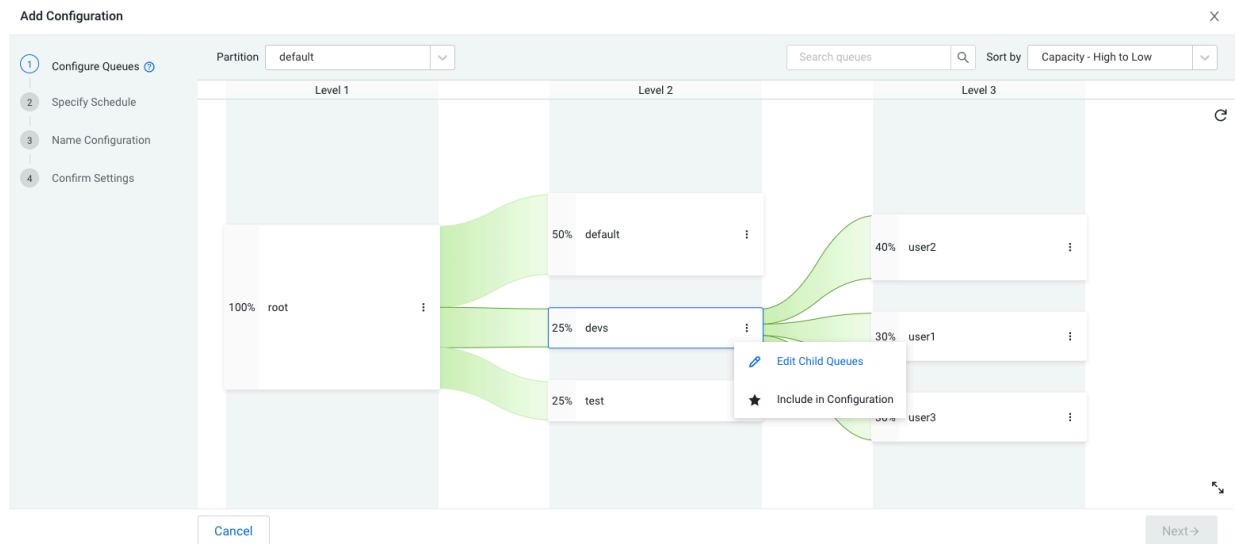 Add Configuration
1 Configure Queues ?
2 Specify Schedule
3 Name Configuration
4 Confirm Settings
Partition default Search queues Sort by Capacity - High to Low
Level 1 Level 2 Level 3
100% root
50% default
25% devs
25% test
Edit Child Queues
Include in Configuration
40% user2
30% user1
user3
Cancel Next→